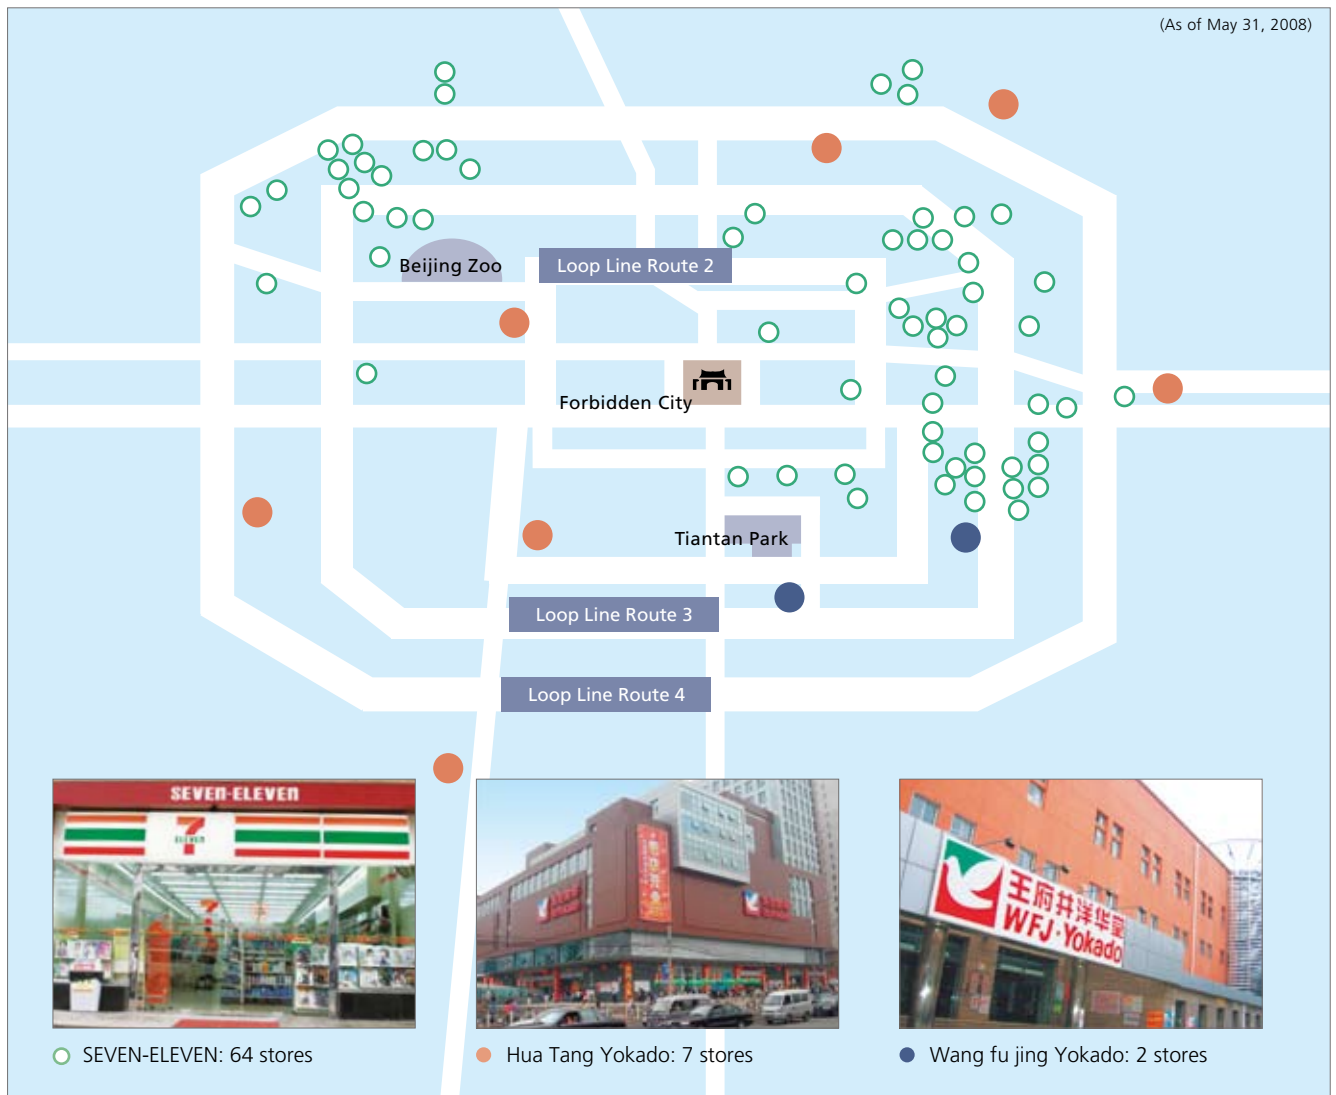 (As of May 31, 2008)
Beijing Zoo
Loop Line Route 2
Forbidden City
Tiantan Park
Loop Line Route 3
Loop Line Route 4
SEVEN-ELEVEN
7
ELEVEN
王府井洋华堂
WFJ·Yokado
SEVEN-ELEVEN: 64 stores
Hua Tang Yokado: 7 stores
Wang fu jing Yokado: 2 stores